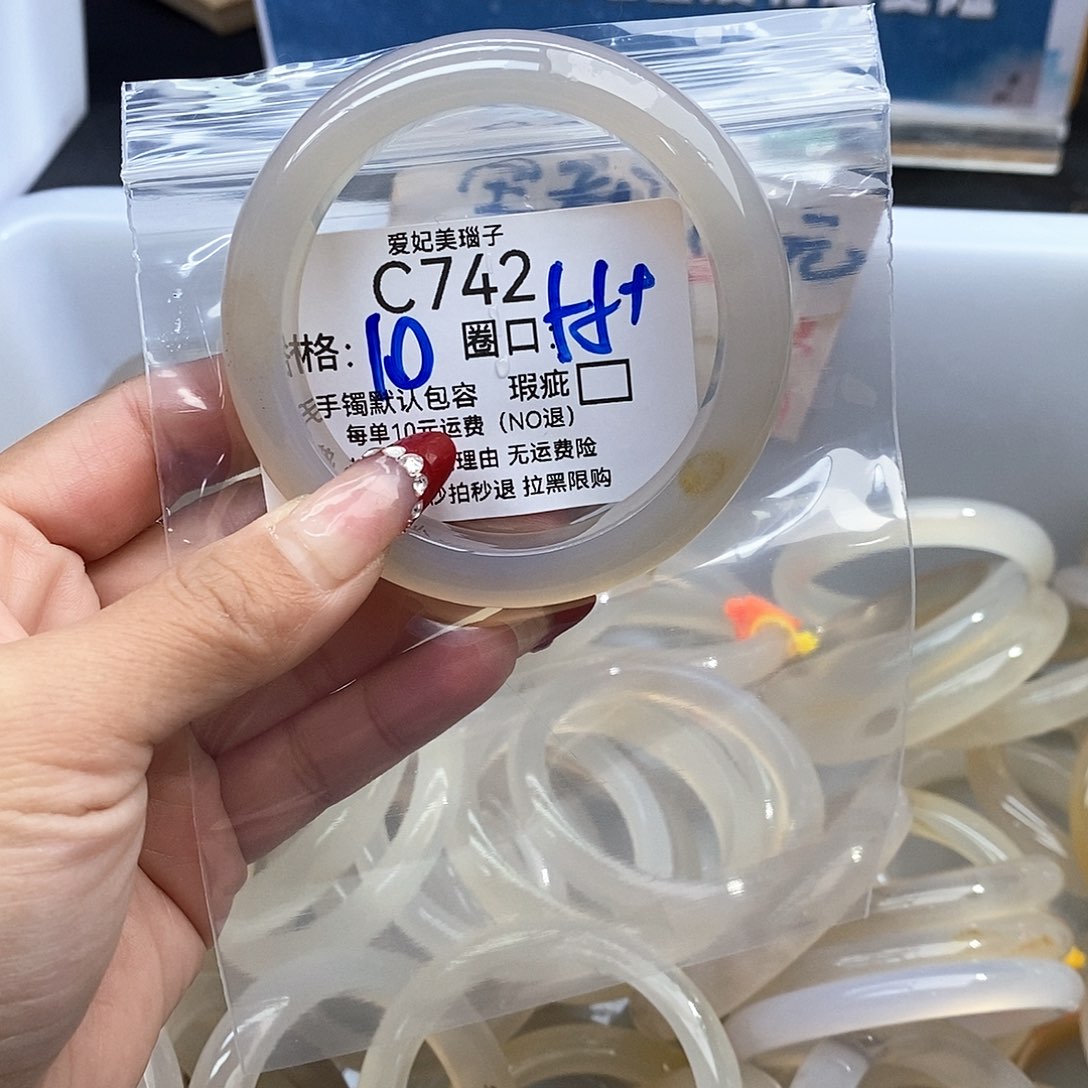 爱妃美瑙子
C742
格：10 圈口：H+
手镯默认包容 瑕疵□
每单10元运费（NO退）
理由 无运费险
秒拍秒退 拉黑限购
元